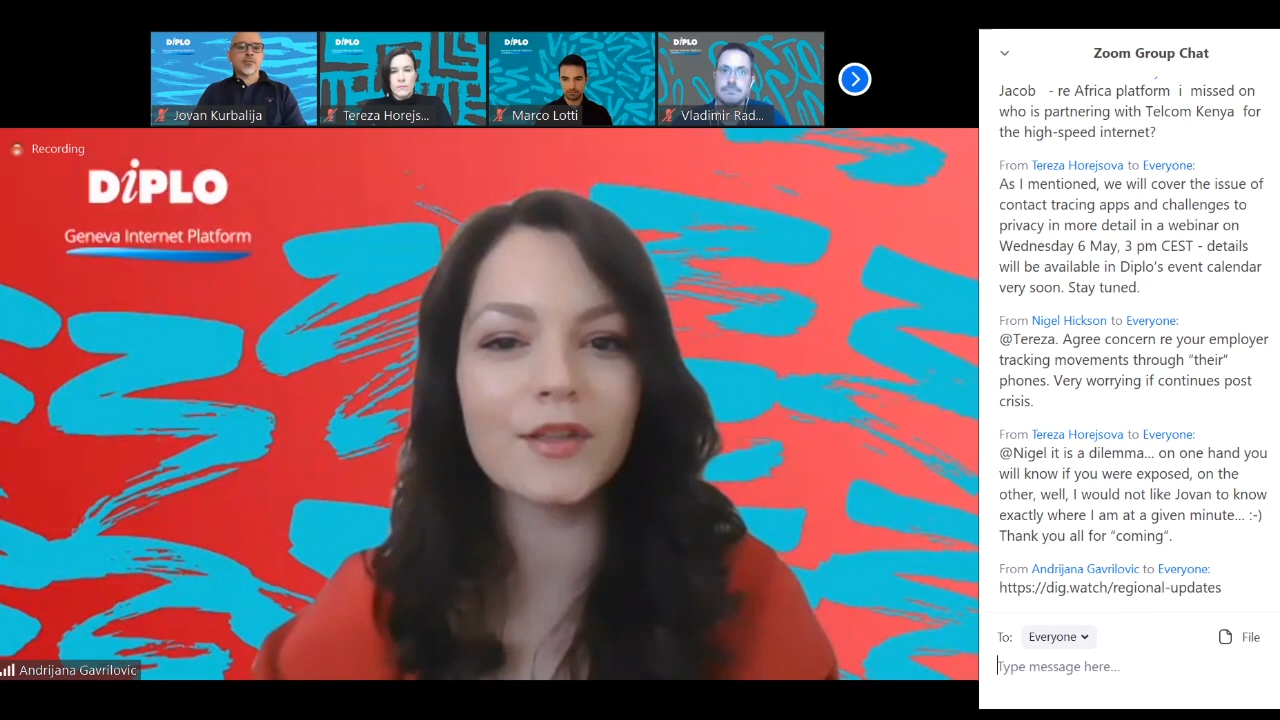 DiPLO
DiPLO
DiPLO
DiPLO
Jovan Kurbalija
Tereza Horejs...
Marco Lotti
Vladimir Rad...
Recording
DiPLO
Geneva Internet Platform
Andrijana Gavrilovic
Zoom Group Chat
Jacob - re Africa platform i missed on
who is partnering with Telcom Kenya for
the high-speed internet?
From Tereza Horejsova to Everyone:
As I mentioned, we will cover the issue of
contact tracing apps and challenges to
privacy in more detail in a webinar on
Wednesday 6 May, 3 pm CEST - details
will be available in Diplo's event calendar
very soon. Stay tuned.
From Nigel Hickson to Everyone:
@Tereza. Agree concern re your employer
tracking movements through “their”
phones. Very worrying if continues post
crisis.
From Tereza Horejsova to Everyone:
@Nigel it is a dilemma... on one hand you
will know if you were exposed, on the
other, well, I would not like Jovan to know
exactly where I am at a given minute... :-)
Thank you all for “coming”.
From Andrijana Gavrilovic to Everyone:
https://dig.watch/regional-updates
To: Everyone
File
Type message here...